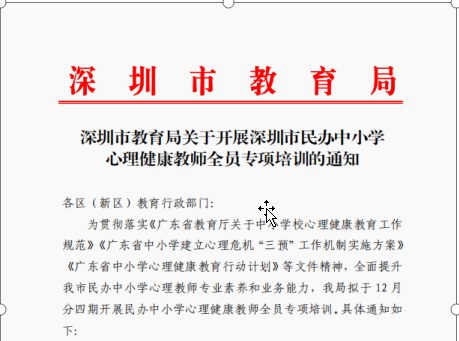 深圳市教育局
深圳市教育局关于开展深圳市民办中小学
心理健康教师全员专项培训的通知
各区（新区）教育行政部门：
为贯彻落实《广东省教育厅关于中小学校心理健康教育工作
规范》《广东省中小学建立心理危机“三预”工作机制实施方案》
《广东省中小学心理健康教育行动计划》等文件精神，全面提升
我市民办中小学心理教师专业素养和业务能力，我局拟于12月
分四期开展民办中小学心理健康教师全员专项培训。具体通知如
下：